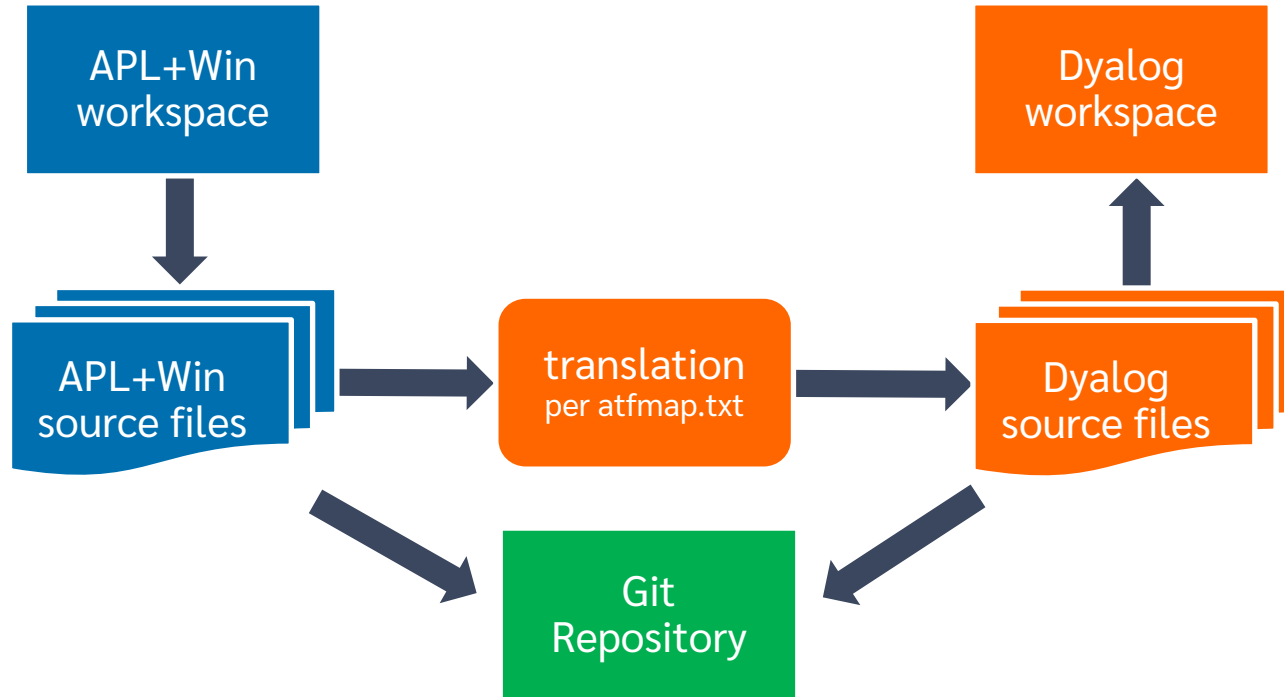 APL+Win
workspace
Dyalog
workspace
APL+Win
source files
translation
per atfmap.txt
Dyalog
source files
Git
Repository